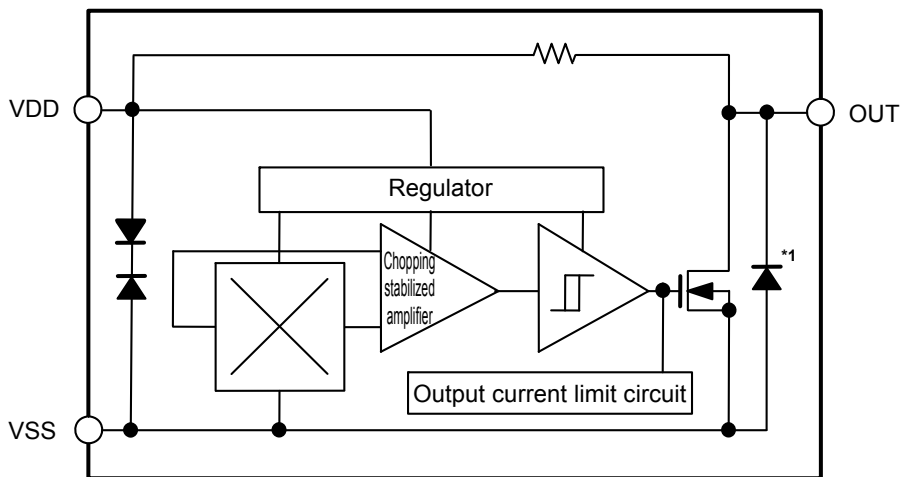 VDD
OUT
Regulator
Chopping
stabilized
amplifier
*1
Output current limit circuit
VSS